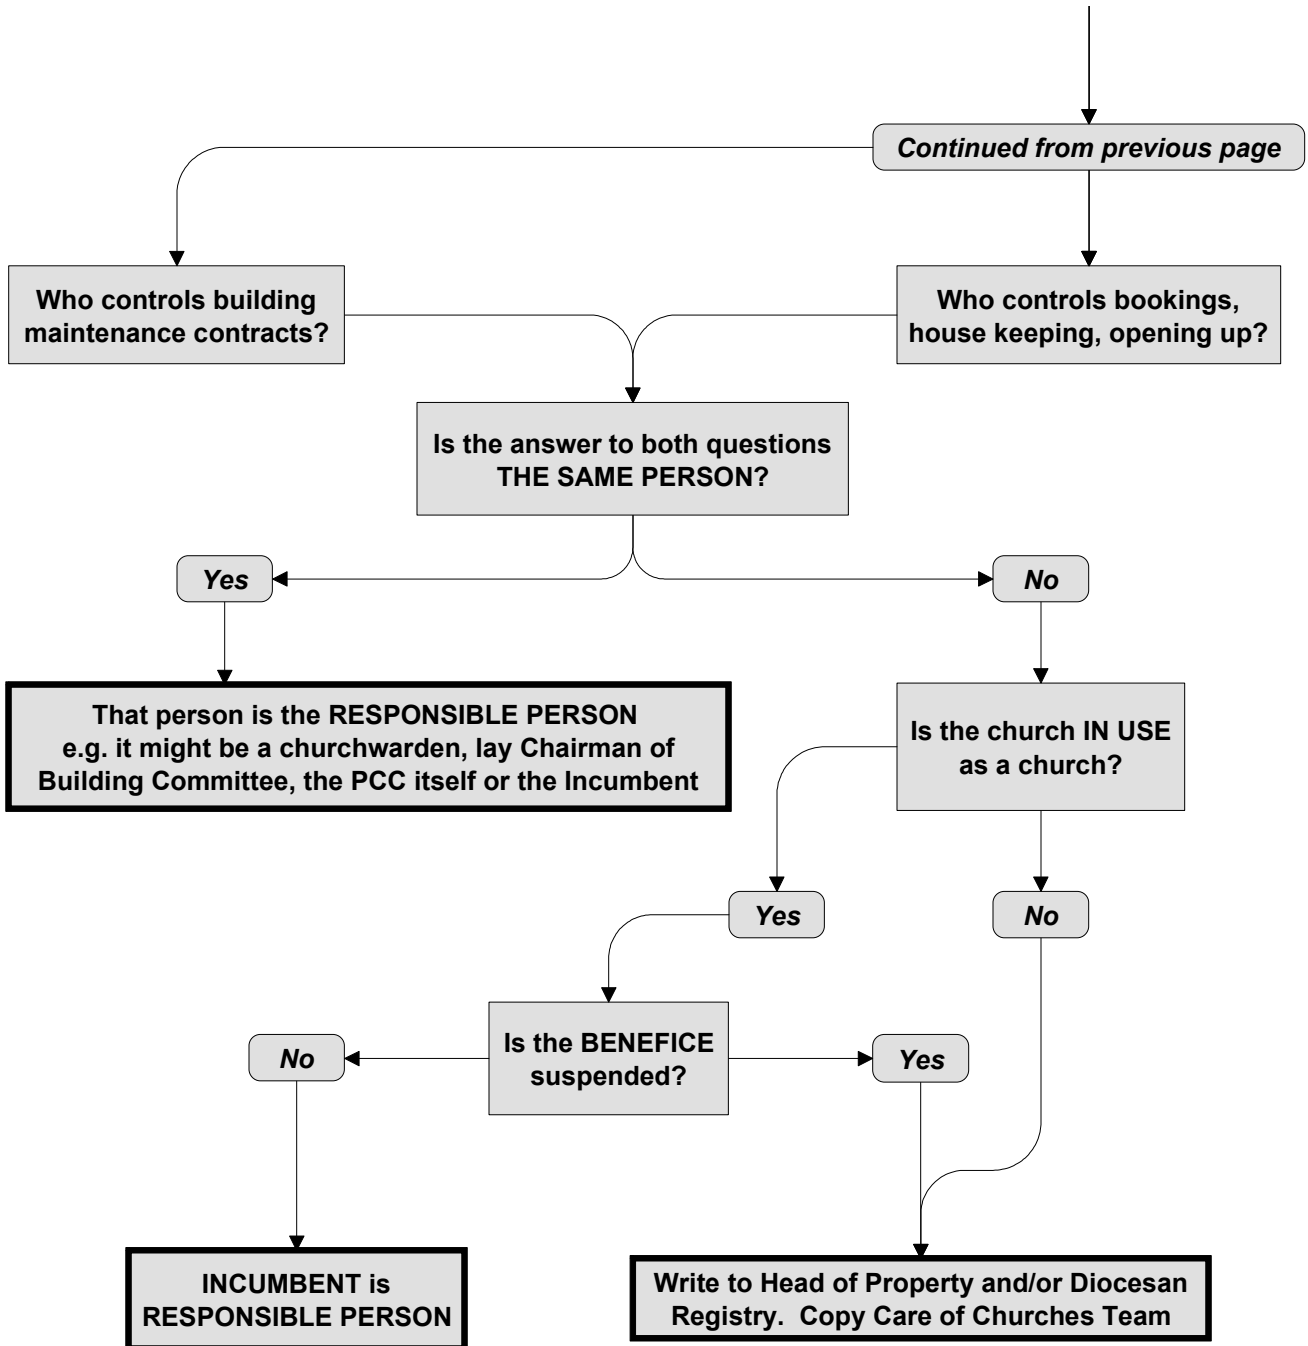 Continued from previous page
Who controls building
maintenance contracts?
Who controls bookings,
house keeping, opening up?
Is the answer to both questions
THE SAME PERSON?
Yes
No
That person is the RESPONSIBLE PERSON
e.g. it might be a churchwarden, lay Chairman of
Building Committee, the PCC itself or the Incumbent
Is the church IN USE
as a church?
Yes
No
Is the BENEFICE
suspended?
No
Yes
INCUMBENT is
RESPONSIBLE PERSON
Write to Head of Property and/or Diocesan
Registry.  Copy Care of Churches Team